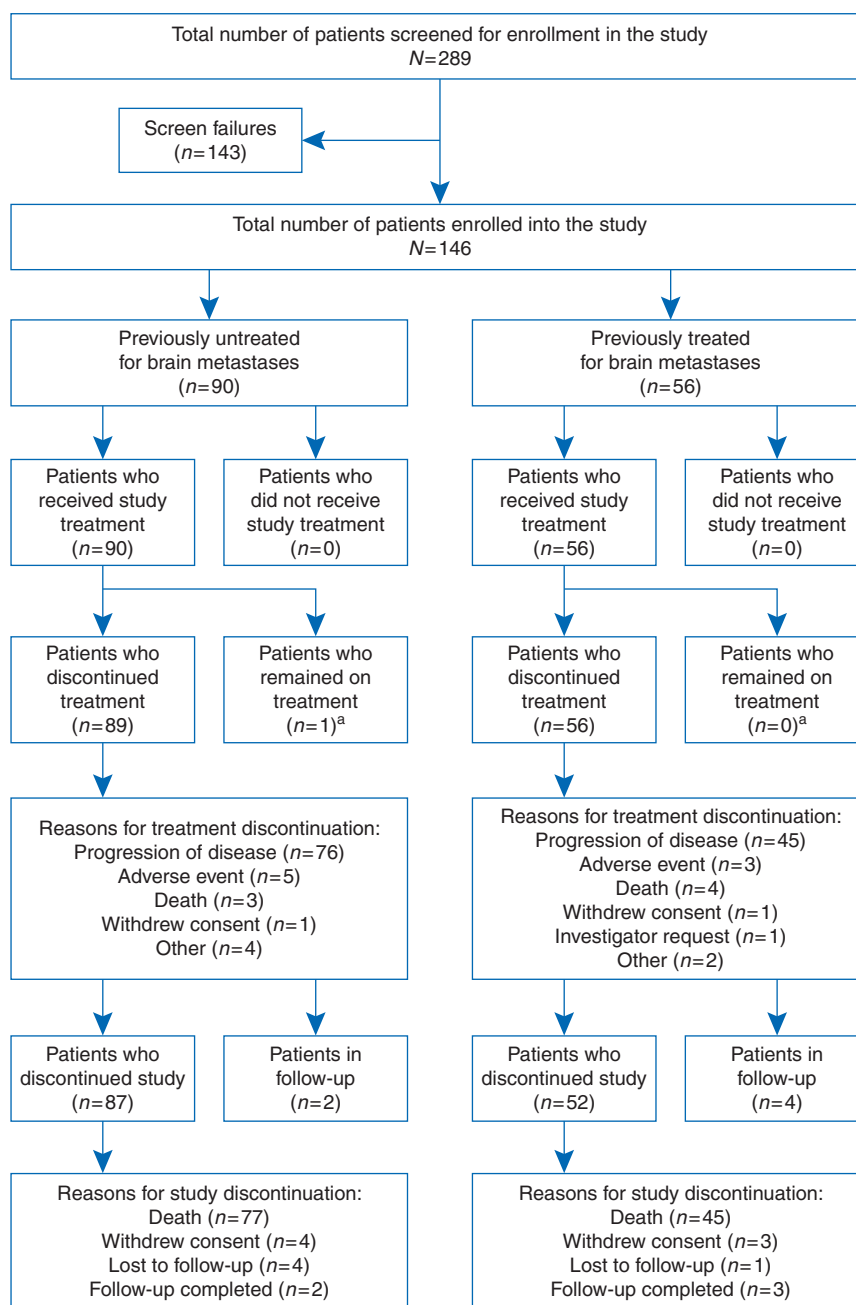 Total number of patients screened for enrollment in the study
N=289
Screen failures
(n=143)
Total number of patients enrolled into the study
N=146
Previously untreated
for brain metastases
(n=90)
Previously treated
for brain metastases
(n=56)
Patients who
received study
treatment
(n=90)
Patients who
did not receive
study treatment
(n=0)
Patients who
received study
treatment
(n=56)
Patients who
did not receive
study treatment
(n=0)
Patients who
discontinued
treatment
(n=89)
Patients who
remained on
treatment
(n=1)a
Patients who
discontinued
treatment
(n=56)
Patients who
remained on
treatment
(n=0)a
Reasons for treatment discontinuation:
Progression of disease (n=76)
Adverse event (n=5)
Death (n=3)
Withdrew consent (n=1)
Other (n=4)
Reasons for treatment discontinuation:
Progression of disease (n=45)
Adverse event (n=3)
Death (n=4)
Withdrew consent (n=1)
Investigator request (n=1)
Other (n=2)
Patients who
discontinued study
(n=87)
Patients in
follow-up
(n=2)
Patients who
discontinued study
(n=52)
Patients in
follow-up
(n=4)
Reasons for study discontinuation:
Death (n=77)
Withdrew consent (n=4)
Lost to follow-up (n=4)
Follow-up completed (n=2)
Reasons for study discontinuation:
Death (n=45)
Withdrew consent (n=3)
Lost to follow-up (n=1)
Follow-up completed (n=3)